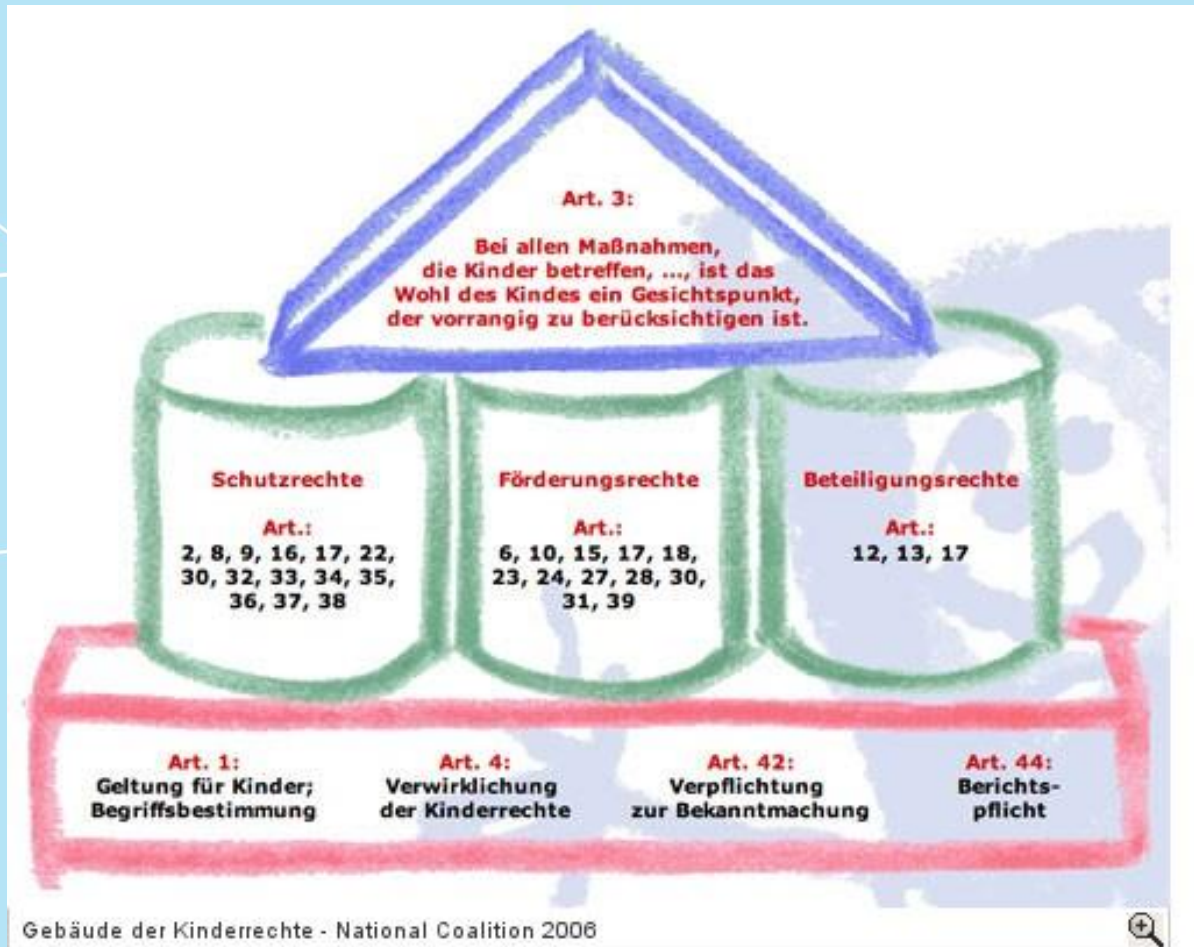 Art. 3:
Bei allen Maßnahmen,
die Kinder betreffen, ..., ist das
Wohl des Kindes ein Gesichtspunkt,
der vorrangig zu berücksichtigen ist.
Schutzrechte
Art.:
2, 8, 9, 16, 17, 22,
30, 32, 33, 34, 35,
36, 37, 38
Förderungsrechte
Art.:
6, 10, 15, 17, 18,
23, 24, 27, 28, 30,
31, 39
Beteiligungsrechte
Art.:
12, 13, 17
Art. 1:
Geltung für Kinder;
Begriffsbestimmung
Art. 4:
Verwirklichung
der Kinderrechte
Art. 42:
Verpflichtung
zur Bekanntmachung
Art. 44:
Berichts-
pflicht
Gebäude der Kinderrechte - National Coalition 2006